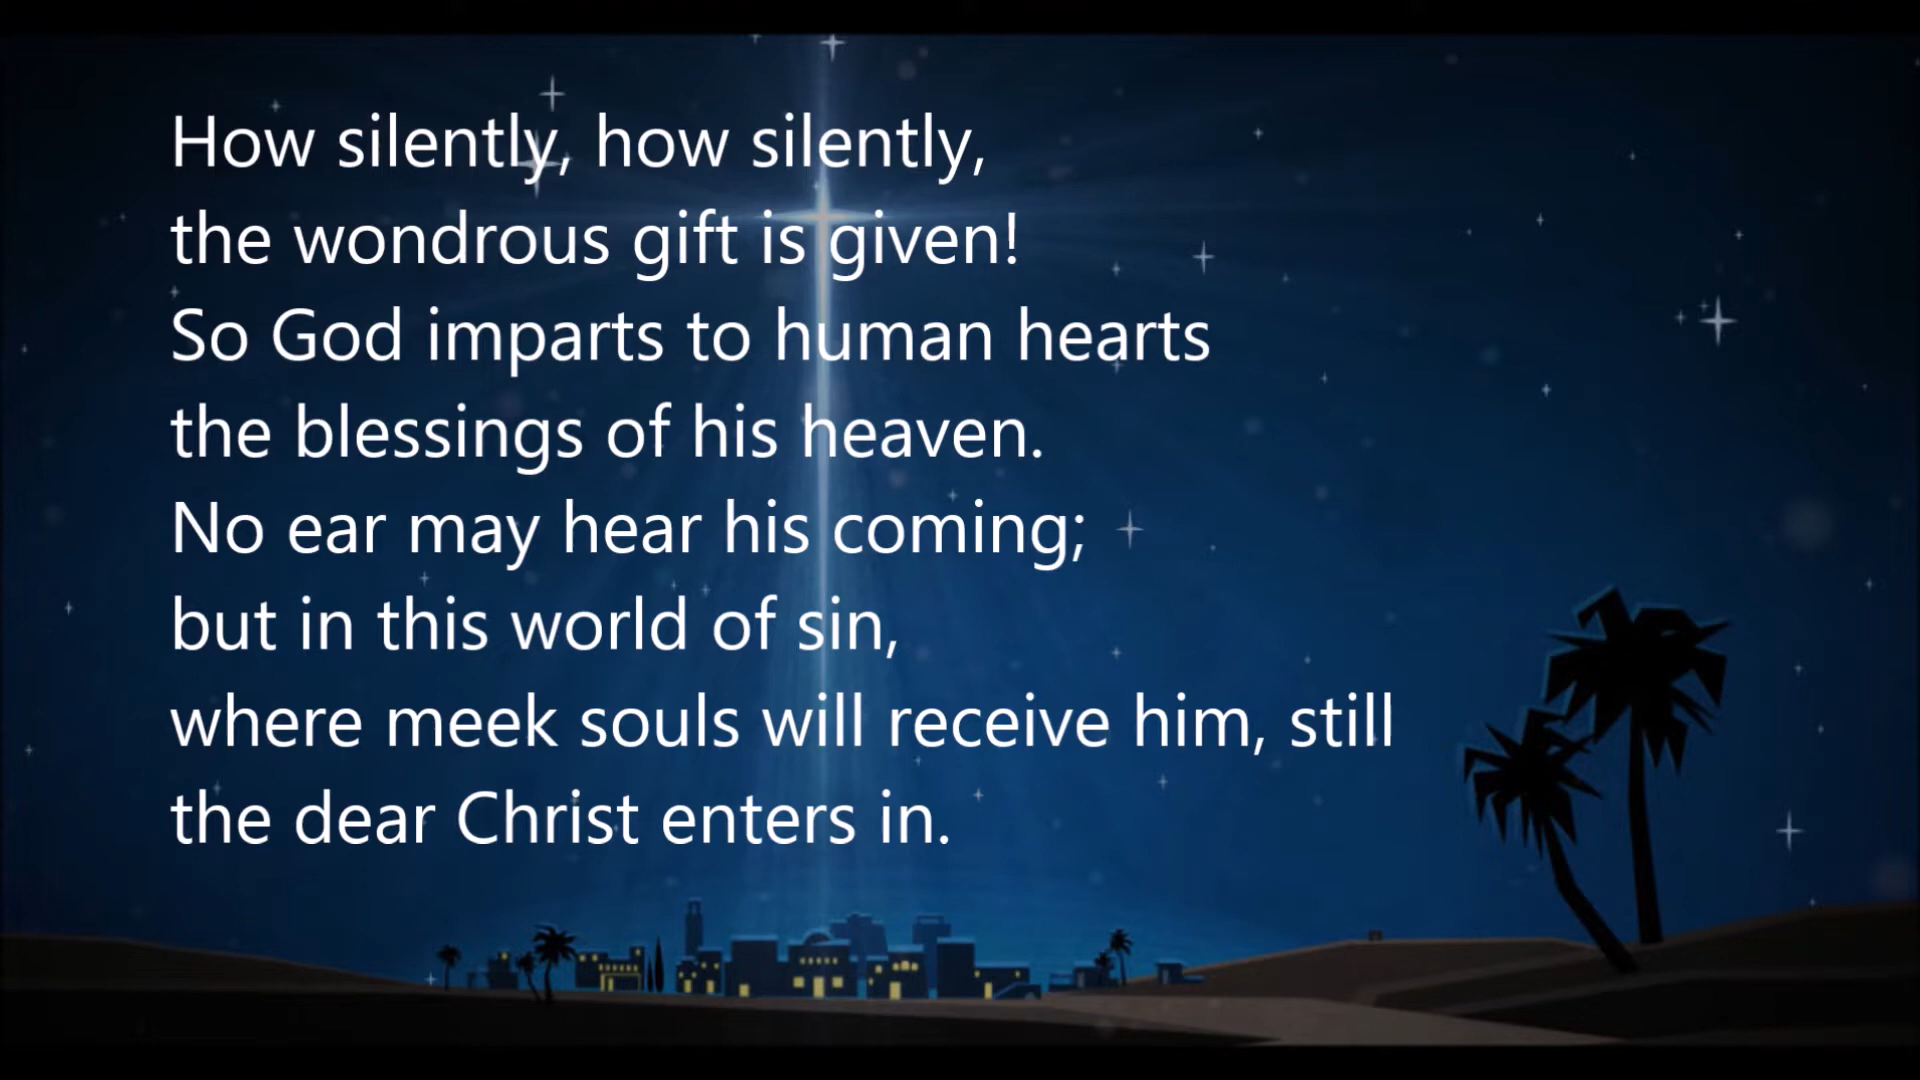 How silently, how silently,
the wondrous gift is given!
So God imparts to human hearts
the blessings of his heaven.
No ear may hear his coming;
but in this world of sin,
where meek souls will receive him, still
the dear Christ enters in.